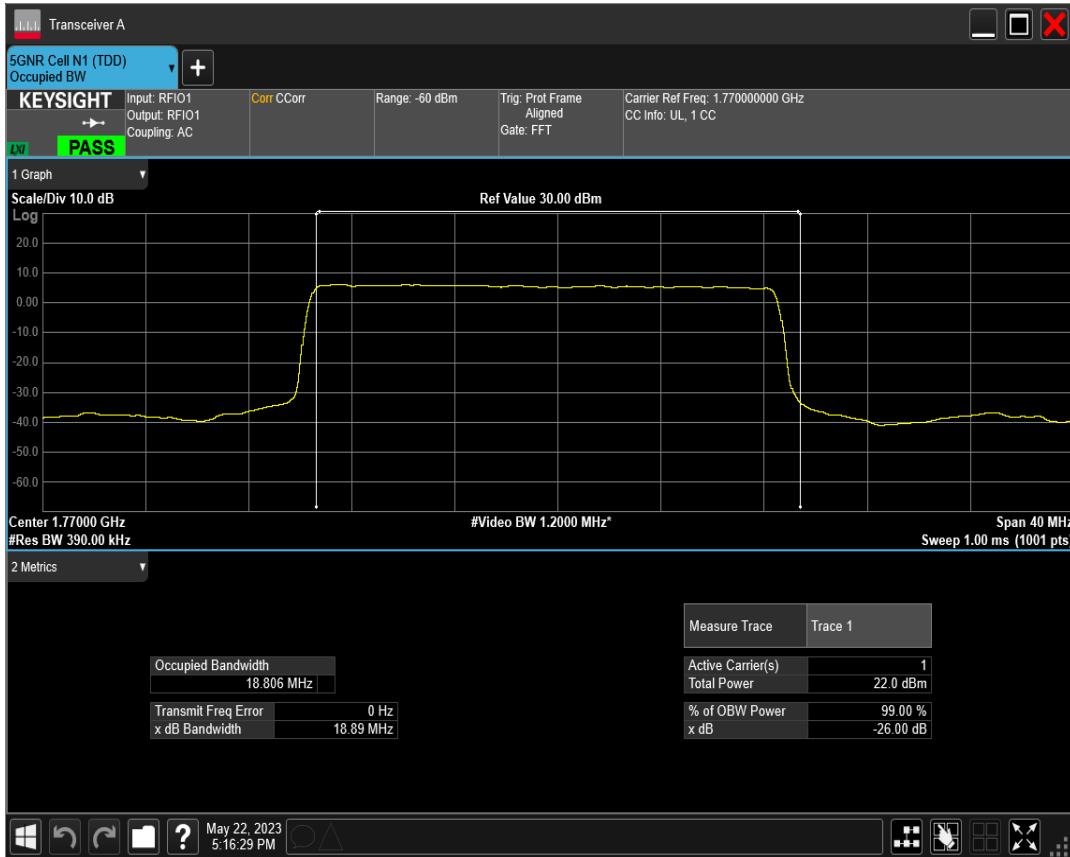 Transceiver A
5GNR Cell N1 (TDD)
Occupied BW
+
KEYSIGHT
LXI
PASS
Input: RFIO1
Output: RFIO1
Coupling: AC
Corr CCorr
Range: -60 dBm
Trig: Prot Frame
Aligned
Gate: FFT
Carrier Ref Freq: 1.770000000 GHz
CC Info: UL, 1 CC
1 Graph
Scale/Div 10.0 dB
Ref Value 30.00 dBm
Log
20.0
10.0
0.00
-10.0
-20.0
-30.0
-40.0
-50.0
-60.0
Center 1.77000 GHz
#Video BW 1.2000 MHz*
Span 40 MHz
#Res BW 390.00 kHz
Sweep 1.00 ms (1001 pts)
2 Metrics
Measure Trace Trace 1
Occupied Bandwidth
18.806 MHz
Active Carrier(s) 1
Total Power 22.0 dBm
Transmit Freq Error 0 Hz
x dB Bandwidth 18.89 MHz
% of OBW Power 99.00 %
x dB -26.00 dB
?
May 22, 2023
5:16:29 PM